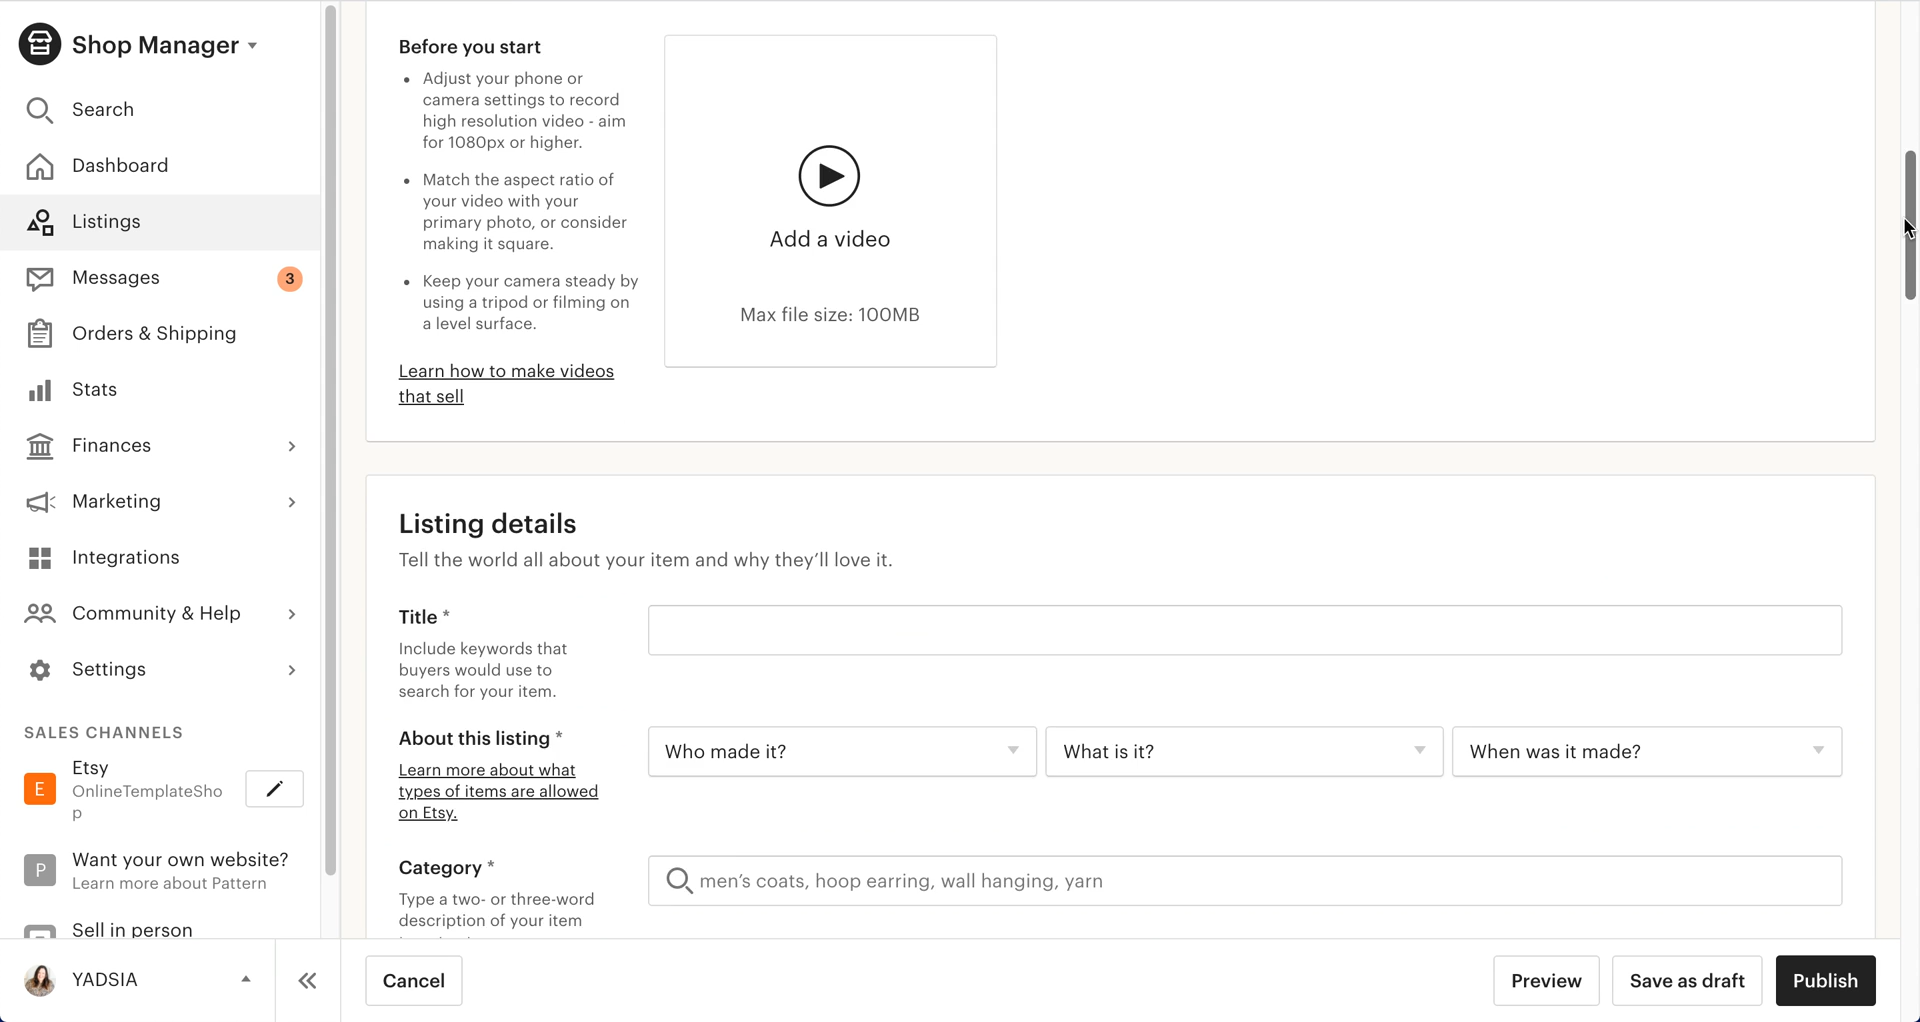 Shop Manager
Search
Dashboard
Listings
Messages
3
Orders & Shipping
Stats
Finances
Marketing
Integrations
Community & Help
Settings
SALES CHANNELS
E
Etsy
OnlineTemplateSho
p
P
Want your own website?
Learn more about Pattern
Sell in person
YADSIA
Before you start
• Adjust your phone or
camera settings to record
high resolution video - aim
for 1080px or higher.
• Match the aspect ratio of
your video with your
primary photo, or consider
making it square.
• Keep your camera steady by
using a tripod or filming on
a level surface.
Learn how to make videos
that sell
Add a video
Max file size: 100MB
Listing details
Tell the world all about your item and why they’ll love it.
Title *
Include keywords that
buyers would use to
search for your item.
About this listing *
Learn more about what
types of items are allowed
on Etsy.
Who made it?
What is it?
When was it made?
Category *
Type a two- or three-word
description of your item
men’s coats, hoop earring, wall hanging, yarn
Cancel
Preview
Save as draft
Publish